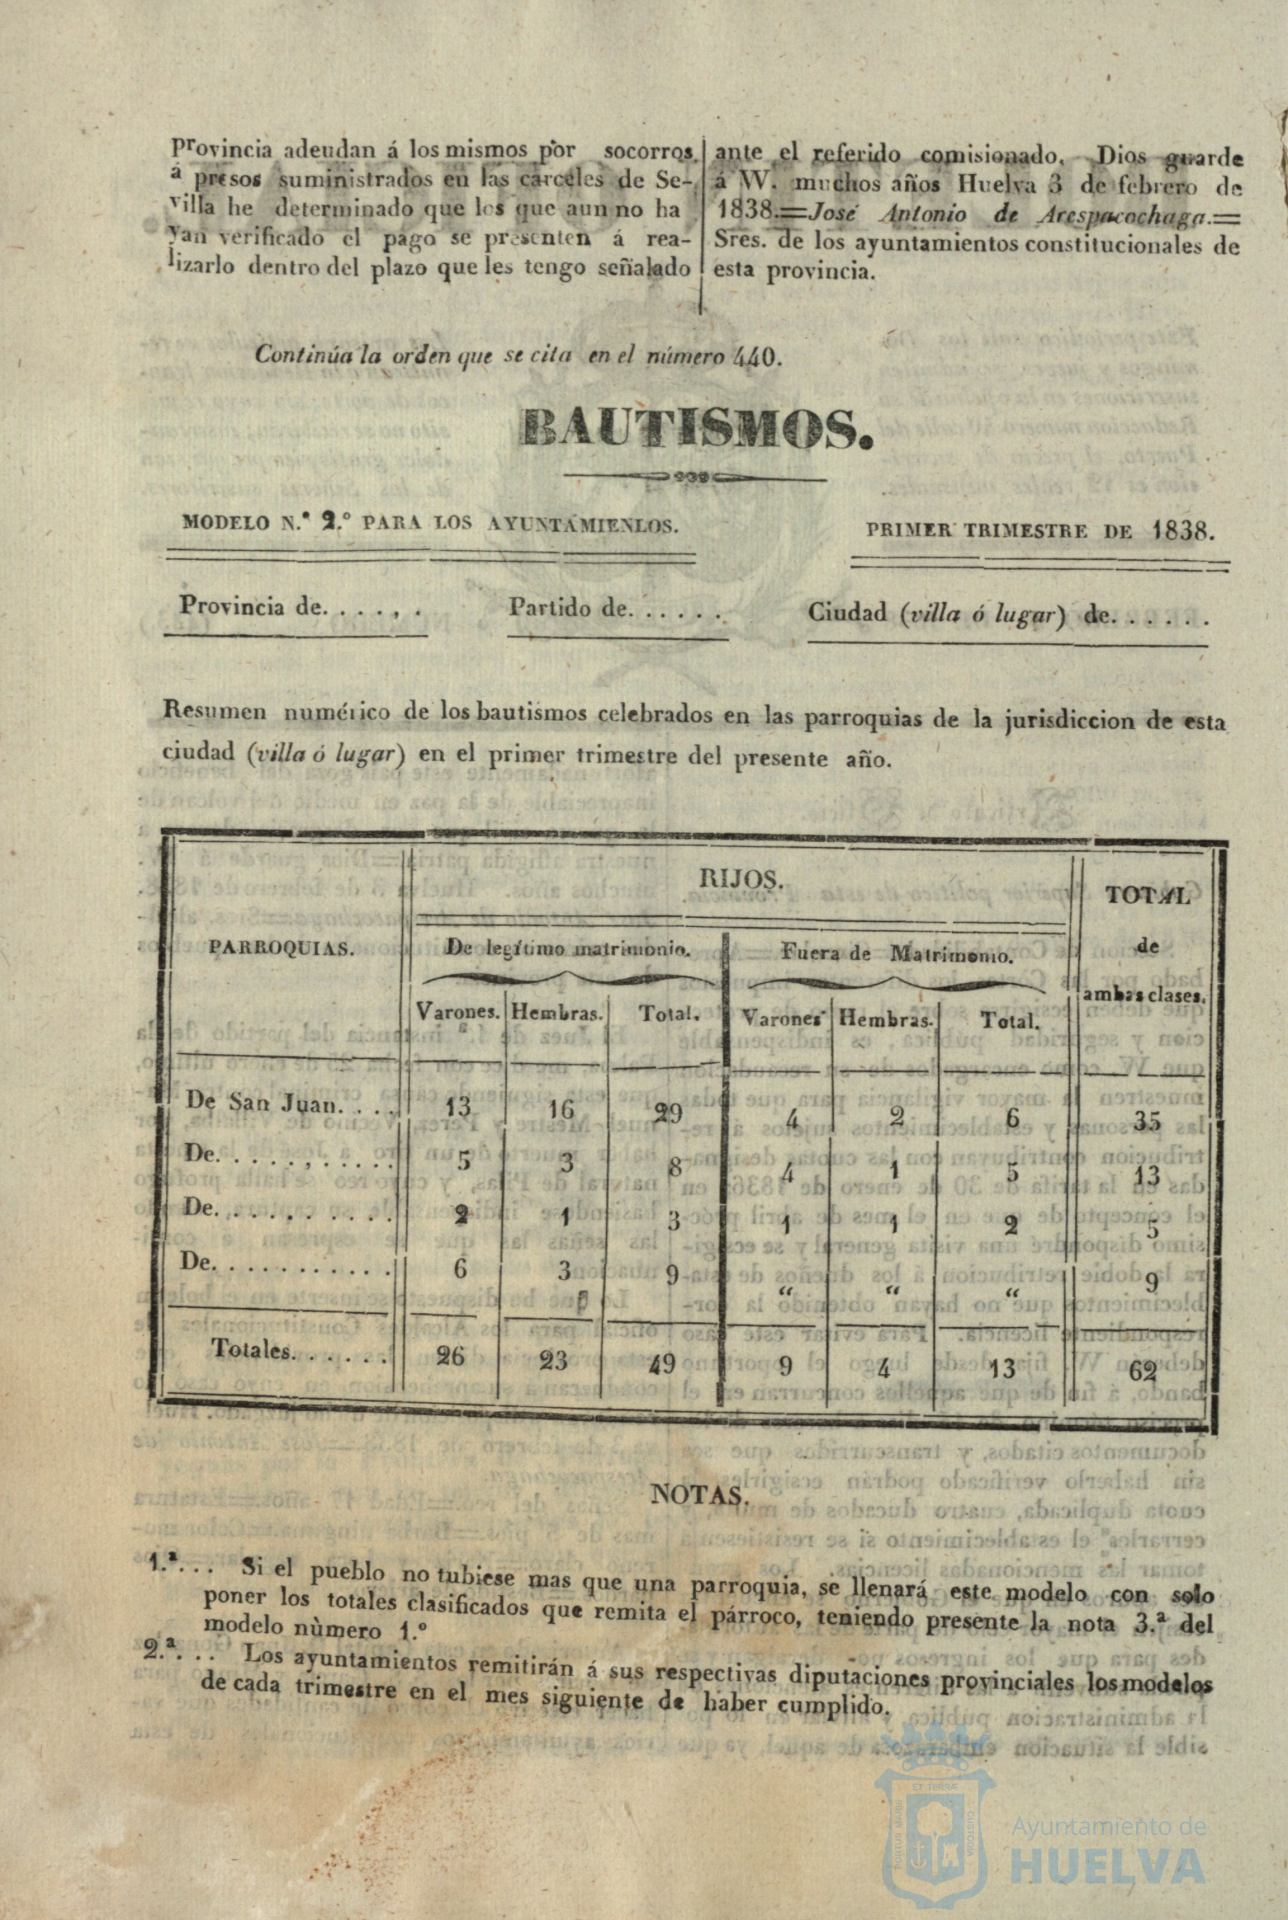 provincia adeudan á los mismos por socorros
á presos suministrados en las cárceles de Se-
villa he determinado que los que aun no ha
yan verificado el pago se presenten á rea-
lizarlo dentro del plazo que les tengo señalado
ante el referido comisionado. Dios guarde
á VV. muchos años Huelva 3 de febrero de
1838.=José Antonio de Arespacochaga.=
Sres. de los ayuntamientos constitucionales de
esta provincia.
Continúa la orden que se cita en el número 440.
BAUTISMOS.
MODELO N.º 2.º PARA LOS AYUNTAMIENLOS.
PRIMER TRIMESTRE DE 1838.
Provincia de. . . . , .
Partido de. . . . . .
Ciudad (villa ó lugar) de. . . . . .
Resumen numérico de los bautismos celebrados en las parroquias de la jurisdiccion de esta
ciudad (villa ó lugar) en el primer trimestre del presente año.
PARROQUIAS.
RIJOS.
TOTAL
de
ambas clases.
De legítimo matrimonio.
Fuera de Matrimonio.
Varones. Hembras. Total. Varones Hembras. Total.
De San Juan. . . . 13 16 29 4 2 6 35
De. . . . . , . . . . . 5 3 8 4 1 5 13
De. . . . . . . . . . . 2 1 3 1 1 2 5
De. . . . . . . . . . . 6 3 9 “ “ “ 9
Totales. . . . . . 26 23 49 9 4 13 62
NOTAS.
1.ª. . . Si el pueblo no tubiese mas que una parroquia, se llenará este modelo con solo
poner los totales clasificados que remita el párroco, teniendo presente la nota 3.ª del
modelo nùmero 1.º
2.ª. . . Los ayuntamientos remitirán á sus respectivas diputaciones provinciales los modelos
de cada trimestre en el mes siguiente de haber cumplido.
Ayuntamiento de
HUELVA